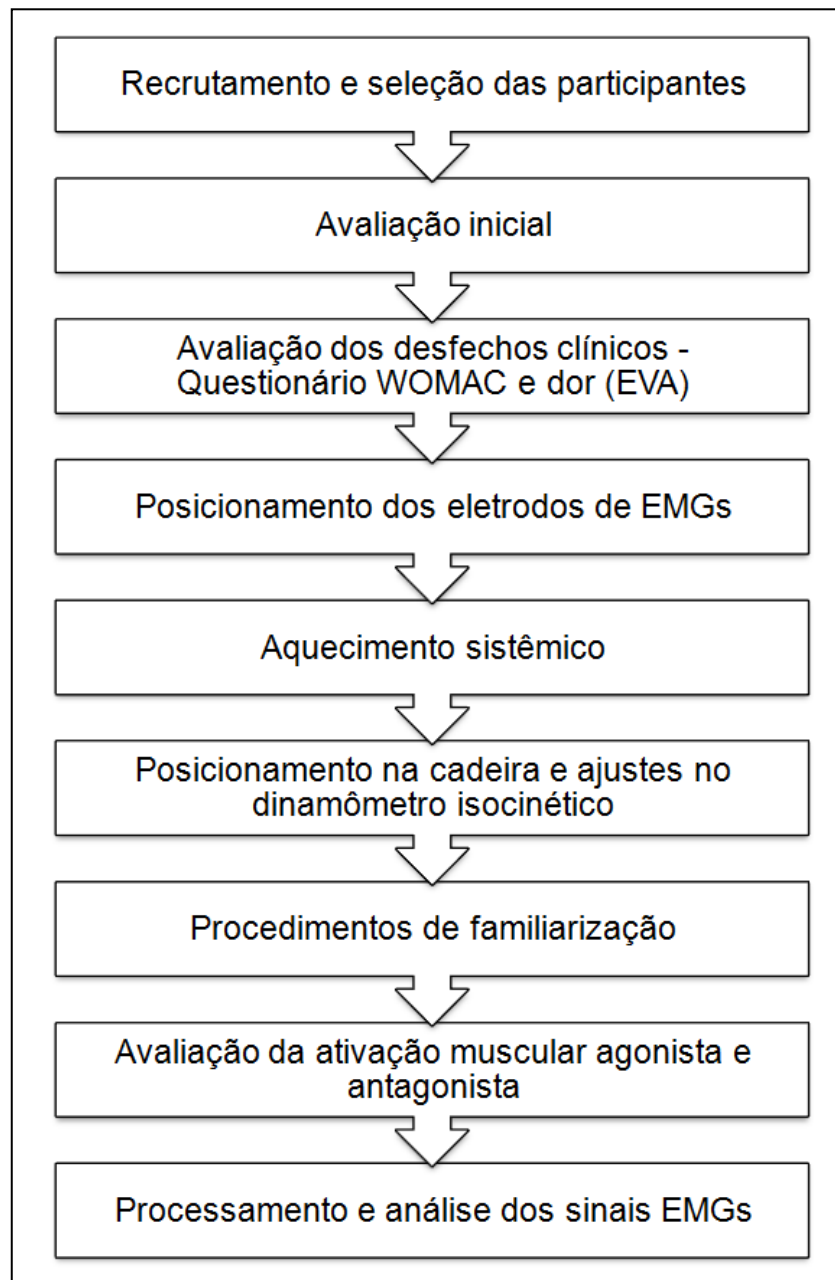 Recrutamento e seleção das participantes
Avaliação inicial
Avaliação dos desfechos clínicos -
Questionário WOMAC e dor (EVA)
Posicionamento dos eletrodos de EMGs
Aquecimento sistêmico
Posicionamento na cadeira e ajustes no
dinamômetro isocinético
Procedimentos de familiarização
Avaliação da ativação muscular agonista e
antagonista
Processamento e análise dos sinais EMGs